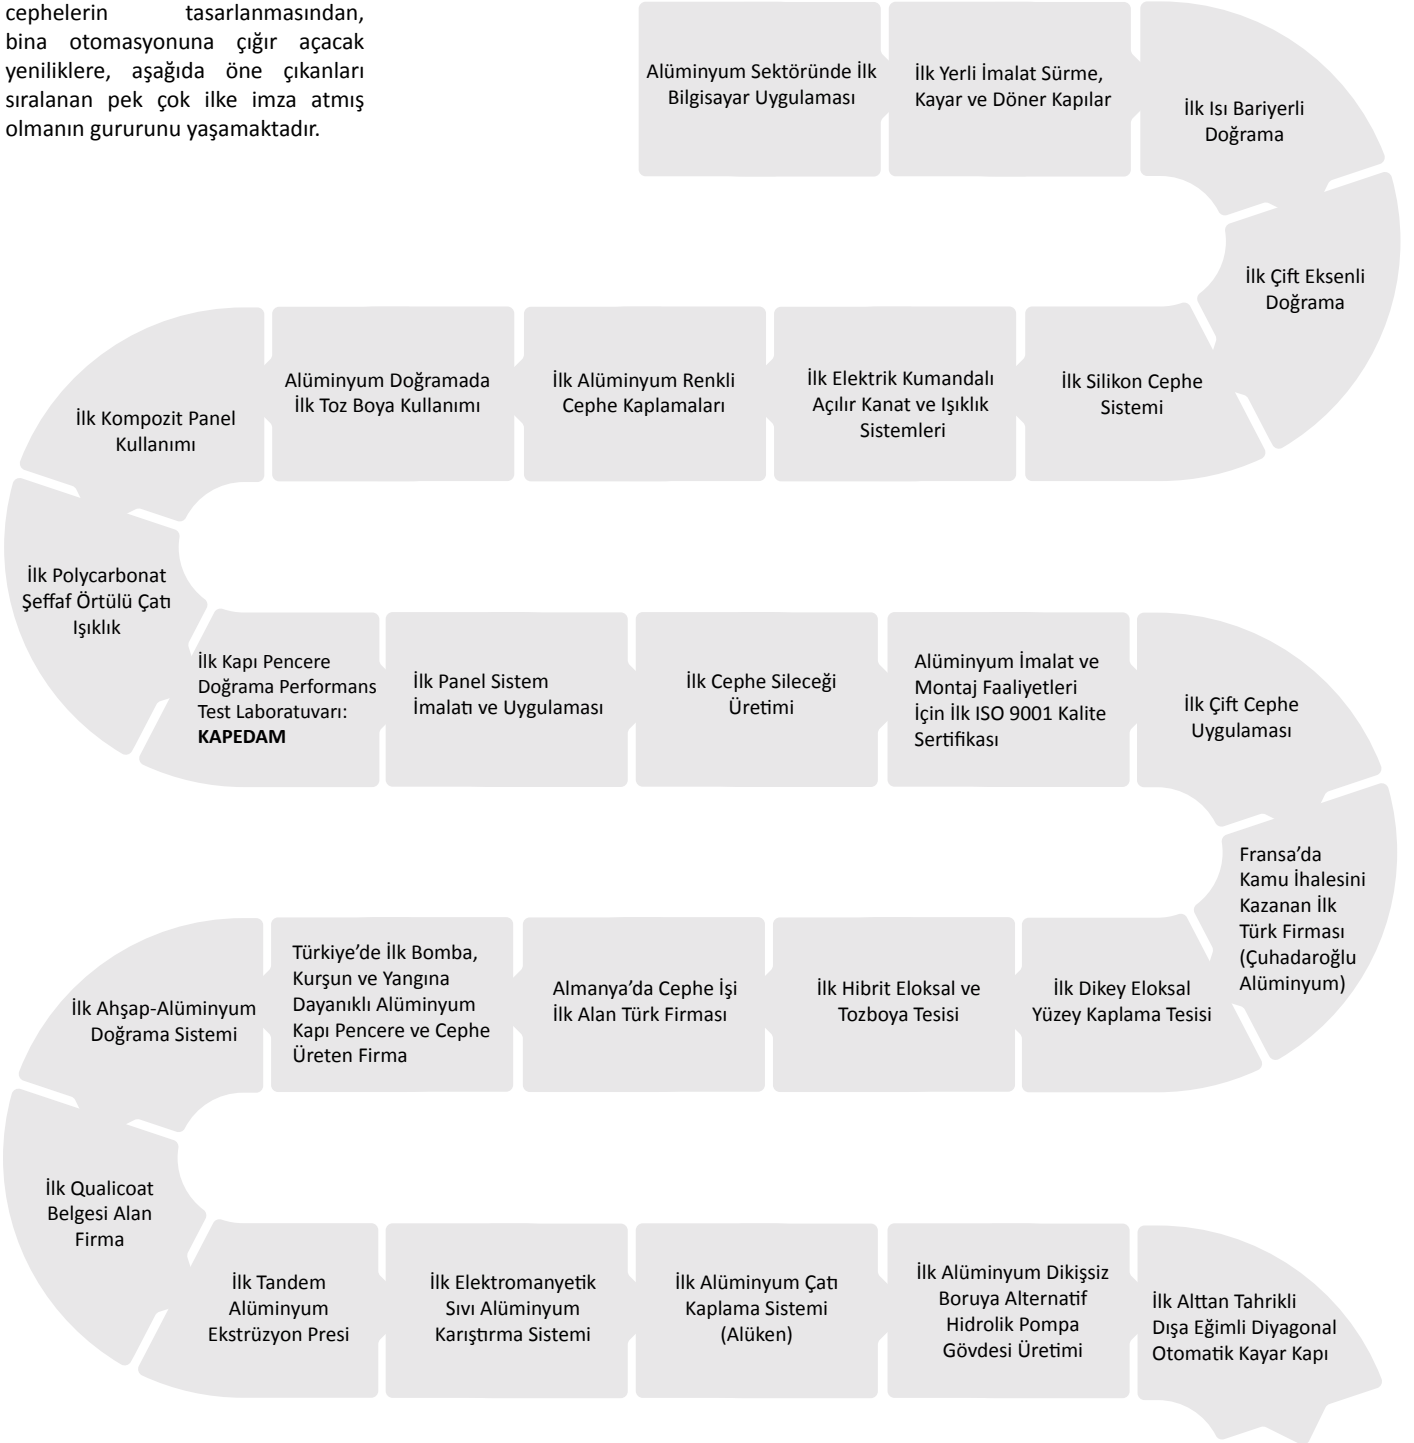 cephelerin tasarlanmasından,
bina otomasyonuna çığır açacak
yeniliklere, aşağıda öne çıkanları
sıralanan pek çok ilke imza atmış
olmanın gururunu yaşamaktadır.
Alüminyum Sektöründe İlk
Bilgisayar Uygulaması
İlk Yerli İmalat Sürme,
Kayar ve Döner Kapılar
İlk Isı Bariyerli
Doğrama
İlk Çift Eksenli
Doğrama
İlk Silikon Cephe
Sistemi
İlk Elektrik Kumandalı
Açılır Kanat ve Işıklık
Sistemleri
İlk Alüminyum Renkli
Cephe Kaplamaları
Alüminyum Doğramada
İlk Toz Boya Kullanımı
İlk Kompozit Panel
Kullanımı
İlk Polycarbonat
Şeffaf Örtülü Çatı
Işıklık
İlk Kapı Pencere
Doğrama Performans
Test Laboratuvarı:
KAPEDAM
İlk Panel Sistem
İmalatı ve Uygulaması
İlk Cephe Sileceği
Üretimi
Alüminyum İmalat ve
Montaj Faaliyetleri
İçin İlk ISO 9001 Kalite
Sertifikası
İlk Çift Cephe
Uygulaması
Fransa’da
Kamu İhalesini
Kazanan İlk
Türk Firması
(Çuhadaroğlu
Alüminyum)
İlk Dikey Eloksal
Yüzey Kaplama Tesisi
İlk Hibrit Eloksal ve
Tozboya Tesisi
Almanya’da Cephe İşi
İlk Alan Türk Firması
Türkiye’de İlk Bomba,
Kurşun ve Yangına
Dayanıklı Alüminyum
Kapı Pencere ve Cephe
Üreten Firma
İlk Ahşap-Alüminyum
Doğrama Sistemi
İlk Qualicoat
Belgesi Alan
Firma
İlk Tandem
Alüminyum
Ekstrüzyon Presi
İlk Elektromanyetik
Sıvı Alüminyum
Karıştırma Sistemi
İlk Alüminyum Çatı
Kaplama Sistemi
(Alüken)
İlk Alüminyum Dikişsiz
Boruya Alternatif
Hidrolik Pompa
Gövdesi Üretimi
İlk Alttan Tahrikli
Dışa Eğimli Diyagonal
Otomatik Kayar Kapı